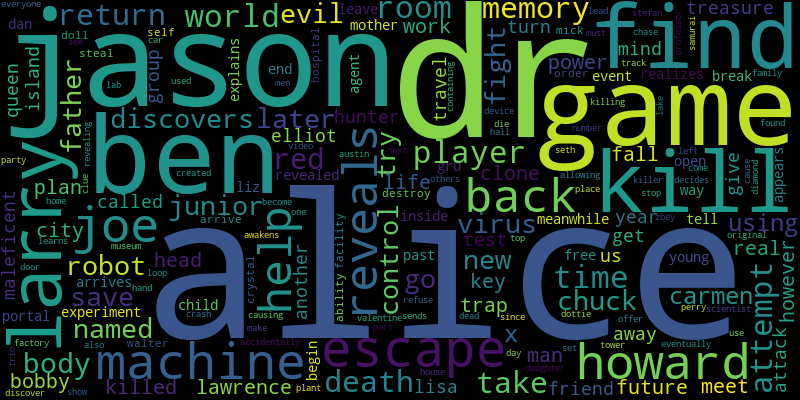 dan return world evil room memory find treasure everyone
jason dr game
queen island father group steal self car mother leave work turn mick
doll explains hospital agent end men travel fight power mind
event realizes break
lead stefan must chase professor samurai track family
discovers later hunter elliot try player
ben lab used red revealing clue
larry plan called junior city joe help reveals
video austin revealed control life others destroy
clone gru back virus meanwhile year
device die hall order killing number seth fall open give appears
kill found diamond cause way come left lake
containing allowing place killer stop decides tell using
maleficent robot head save named created home museum
liz become arrive one another awakens
alice
inside facility ability past go test new key top
free us real however young original time get
party portal learns door arrives loop hand child crystal crash
experiment causing make valentine sends refuse dead since
x trap chuck carmen attempt attack zoey
dottie offer perry scientist
machine escape howard
trio factory body also walter accidentally part day man away tower eventually use
bobby killed lawrence begin death lisa take friend future meet
discover show plant house daughter set